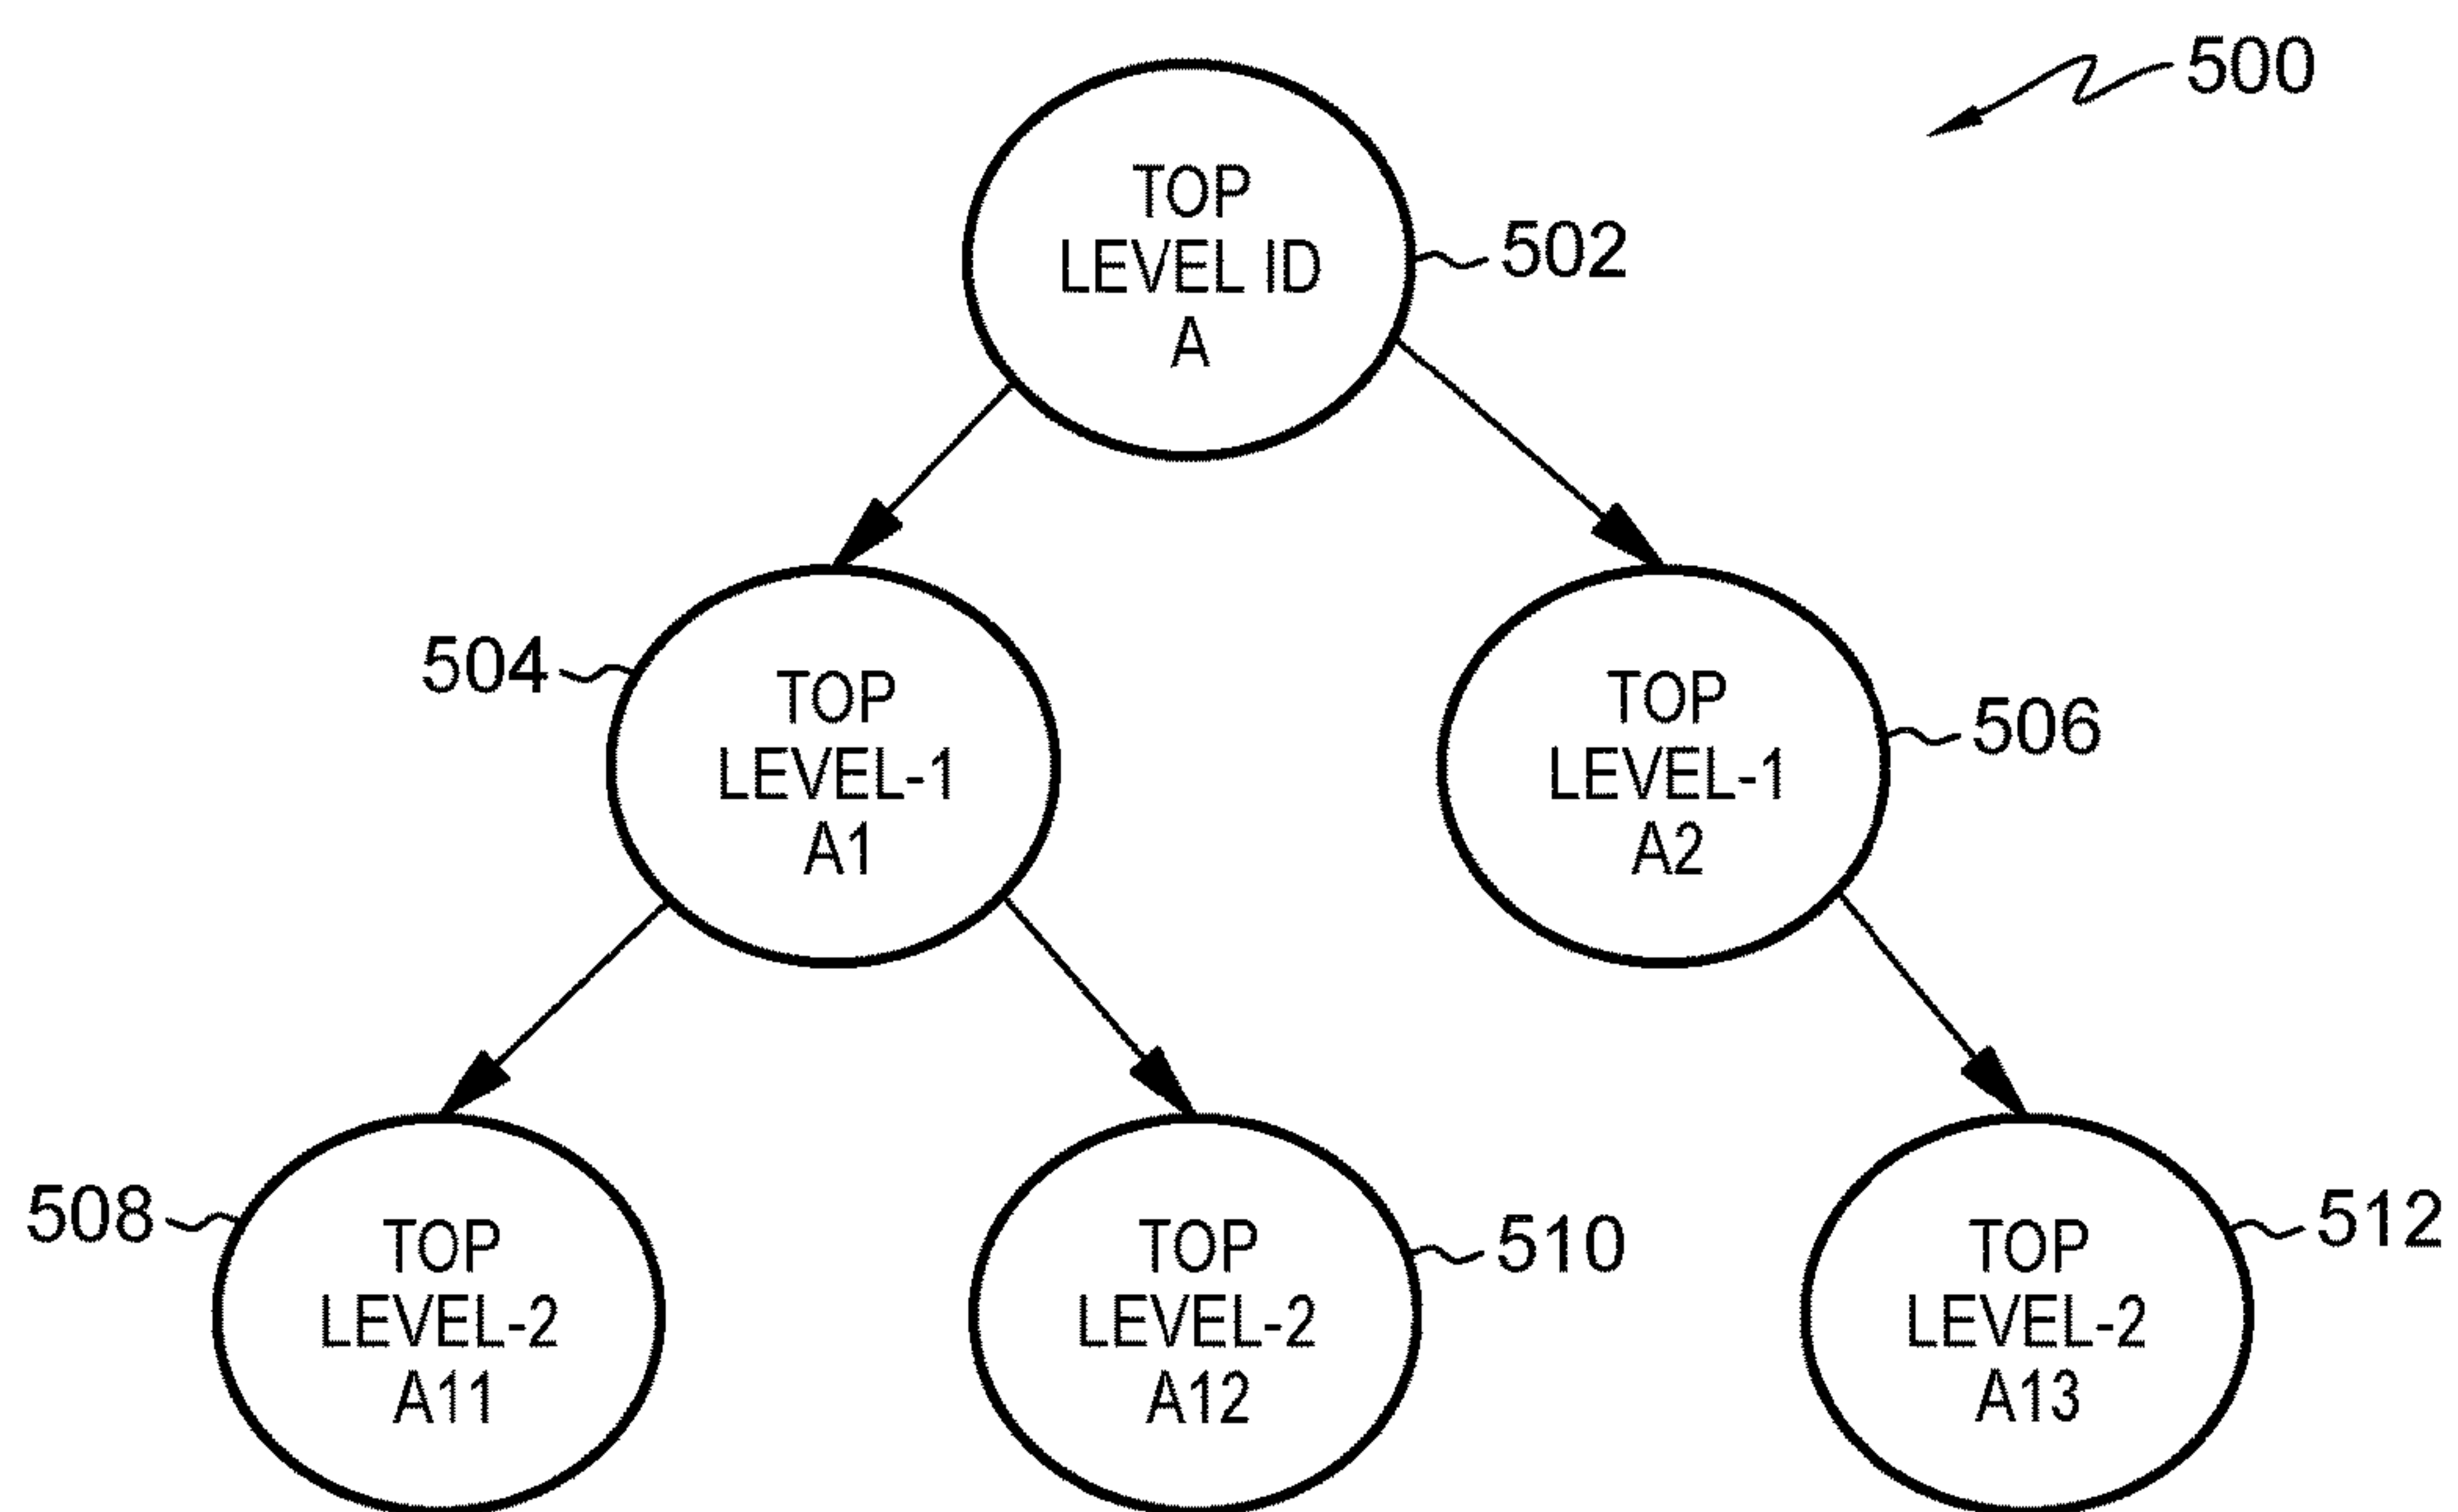 500
TOP
LEVEL ID
A
502
504
TOP
LEVEL-1
A1
TOP
LEVEL-1
A2
506
508
TOP
LEVEL-2
A11
TOP
LEVEL-2
A12
510
TOP
LEVEL-2
A13
512